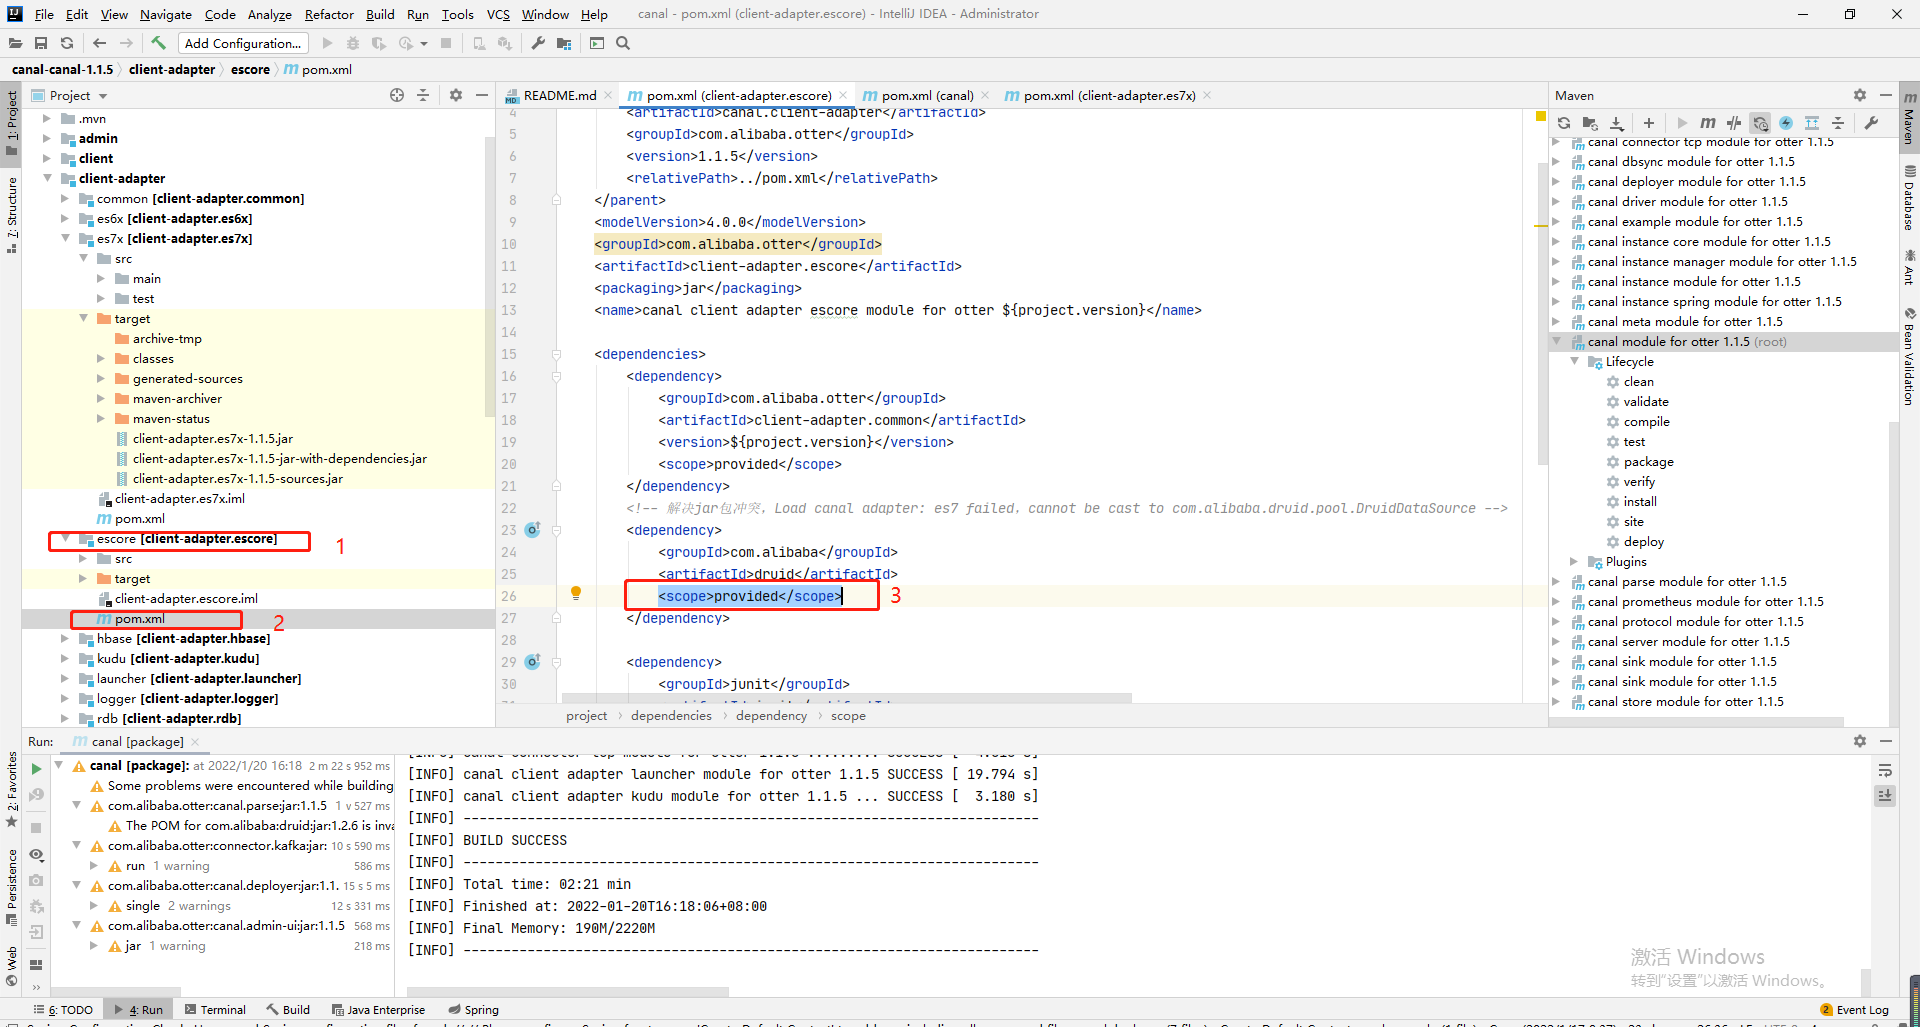 File Edit View Navigate Code Analyze Refactor Build Run Tools VCS Window Help canal - pom.xml (client-adapter.escore) - IntelliJ IDEA - Administrator
Add Configuration...
canal-canal-1.1.5 client-adapter escore pom.xml
1: Project
7: Structure
2: Favorites
Persistence
Web
Project
.mvn
admin
client
client-adapter
common [client-adapter.common]
es6x [client-adapter.es6x]
es7x [client-adapter.es7x]
src
main
test
target
archive-tmp
classes
generated-sources
maven-archiver
maven-status
client-adapter.es7x-1.1.5.jar
client-adapter.es7x-1.1.5-jar-with-dependencies.jar
client-adapter.es7x-1.1.5-sources.jar
client-adapter.es7x.iml
pom.xml
escore [client-adapter.escore] 1
src
target
client-adapter.escore.iml
pom.xml 2
hbase [client-adapter.hbase]
kudu [client-adapter.kudu]
launcher [client-adapter.launcher]
logger [client-adapter.logger]
rdb [client-adapter.rdb]
README.md pom.xml (client-adapter.escore) pom.xml (canal) pom.xml (client-adapter.es7x)
4 <artifactId>canal.client-adapter</artifactId>
5 <groupId>com.alibaba.otter</groupId>
6 <version>1.1.5</version>
7 <relativePath>../pom.xml</relativePath>
8 </parent>
9 <modelVersion>4.0.0</modelVersion>
10 <groupId>com.alibaba.otter</groupId>
11 <artifactId>client-adapter.escore</artifactId>
12 <packaging>jar</packaging>
13 <name>canal client adapter escore module for otter ${project.version}</name>
14
15 <dependencies>
16 <dependency>
17 <groupId>com.alibaba.otter</groupId>
18 <artifactId>client-adapter.common</artifactId>
19 <version>${project.version}</version>
20 <scope>provided</scope>
21 </dependency>
22 <!-- 解决jar包冲突，Load canal adapter: es7 failed，cannot be cast to com.alibaba.druid.pool.DruidDataSource -->
23 <dependency>
24 <groupId>com.alibaba</groupId>
25 <artifactId>druid</artifactId>
26 <scope>provided</scope> 3
27 </dependency>
28
29 <dependency>
30 <groupId>junit</groupId>
project dependencies dependency scope
Maven
canal connector tcp module for otter 1.1.5
canal dbsync module for otter 1.1.5
canal deployer module for otter 1.1.5
canal driver module for otter 1.1.5
canal example module for otter 1.1.5
canal instance core module for otter 1.1.5
canal instance manager module for otter 1.1.5
canal instance module for otter 1.1.5
canal instance spring module for otter 1.1.5
canal meta module for otter 1.1.5
canal module for otter 1.1.5 (root)
Lifecycle
clean
validate
compile
test
package
verify
install
site
deploy
Plugins
canal parse module for otter 1.1.5
canal prometheus module for otter 1.1.5
canal protocol module for otter 1.1.5
canal server module for otter 1.1.5
canal sink module for otter 1.1.5
canal sink module for otter 1.1.5
canal store module for otter 1.1.5
Maven
Database
Ant
Bean Validation
Run: canal [package]
canal [package]: at 2022/1/20 16:18 2 m 22 s 952 ms
Some problems were encountered while building
com.alibaba.otter:canal.parse:jar:1.1.5 1 v 527 ms
The POM for com.alibaba:druid:jar:1.2.6 is inva
com.alibaba.otter:connector.kafka:jar: 10 s 590 ms
run 1 warning 586 ms
com.alibaba.otter:canal.deployer:jar:1.1. 15 s 5 ms
single 2 warnings 12 s 331 ms
com.alibaba.otter:canal.admin-ui:jar:1.1.5 568 ms
jar 1 warning 218 ms
[INFO] canal client adapter launcher module for otter 1.1.5 SUCCESS [ 19.794 s]
[INFO] canal client adapter kudu module for otter 1.1.5 ... SUCCESS [  3.180 s]
[INFO] ------------------------------------------------------------------------
[INFO] BUILD SUCCESS
[INFO] ------------------------------------------------------------------------
[INFO] Total time: 02:21 min
[INFO] Finished at: 2022-01-20T16:18:06+08:00
[INFO] Final Memory: 190M/2220M
[INFO] ------------------------------------------------------------------------
激活 Windows
转到“设置”以激活 Windows。
6: TODO 4: Run Terminal Build Java Enterprise Spring 2 Event Log